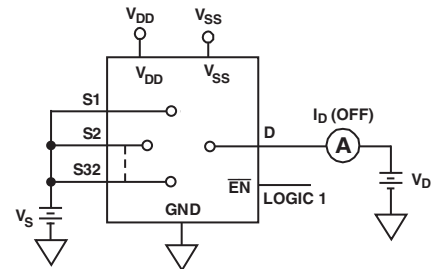 VDD
VSS
VDD
VSS
S1
S2
S32
D
ID (OFF)
A
EN
LOGIC 1
GND
VS
VD